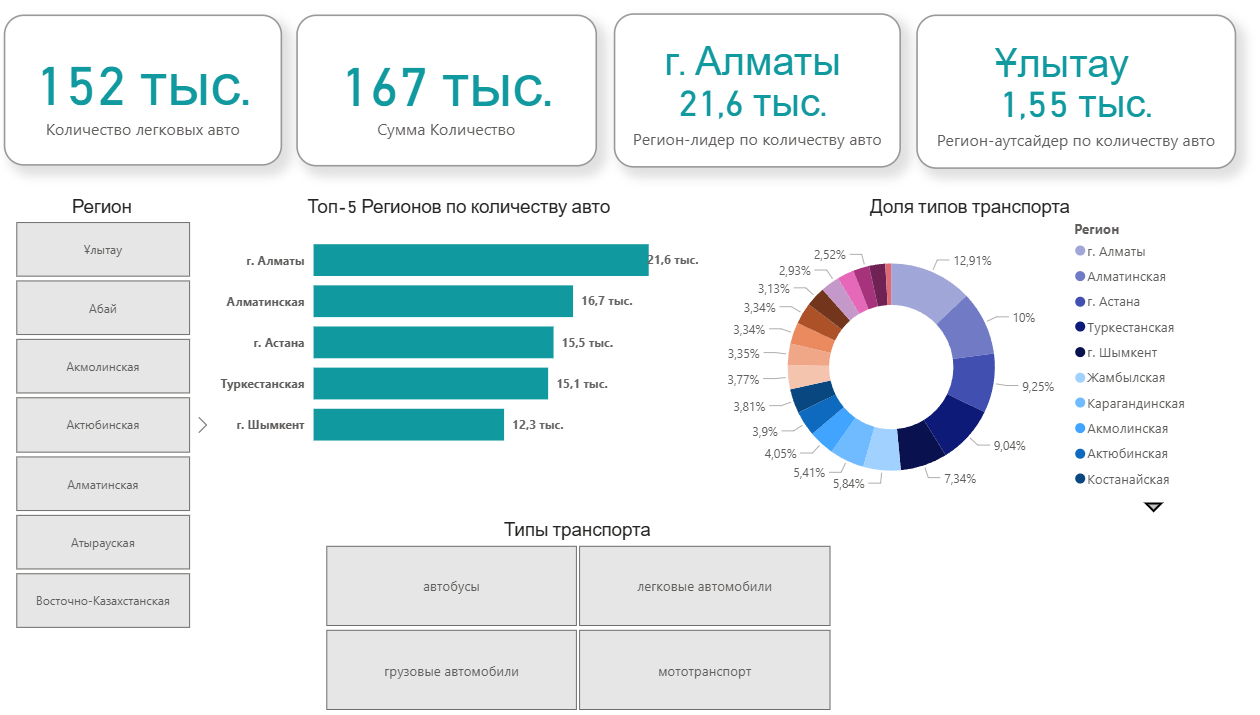 152 тыс.
Количество легковых авто
167 тыс.
Сумма Количество
г. Алматы
21,6 тыс.
Регион-лидер по количеству авто
Ұлытау
1,55 тыс.
Регион-аутсайдер по количеству авто
Регион
Ұлытау
Абай
Акмолинская
Актюбинская
Алматинская
Атырауская
Восточно-Казахстанская
Топ-5 Регионов по количеству авто
г. Алматы 21,6 тыс.
Алматинская 16,7 тыс.
г. Астана 15,5 тыс.
Туркестанская 15,1 тыс.
г. Шымкент 12,3 тыс.
Доля типов транспорта
12,91%
10%
9,25%
9,04%
7,34%
5,84%
5,41%
4,05%
3,9%
3,81%
3,77%
3,35%
3,34%
3,34%
3,13%
2,93%
2,52%
Регион
г. Алматы
Алматинская
г. Астана
Туркестанская
г. Шымкент
Жамбылская
Карагандинская
Акмолинская
Актюбинская
Костанайская
Типы транспорта
автобусы
легковые автомобили
грузовые автомобили
мототранспорт